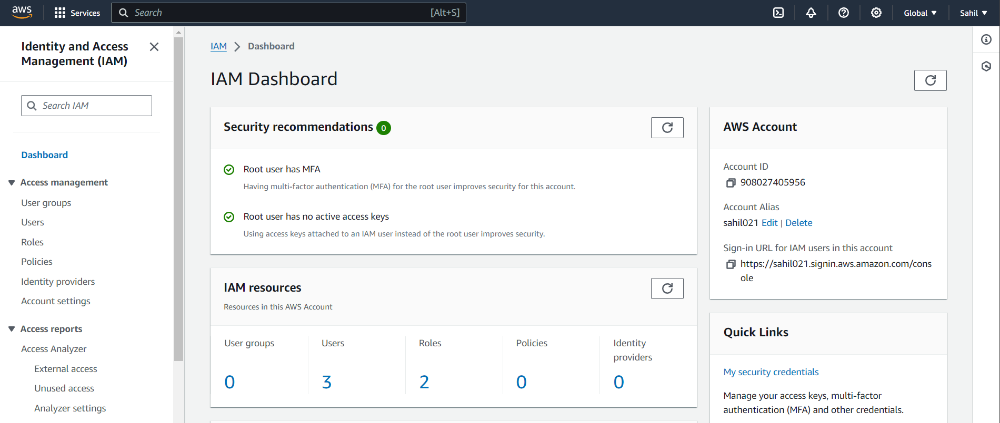 aws
Services
Search
[Alt+S]
Global
Sahil
Identity and Access
Management (IAM)
Search IAM
Dashboard
Access management
User groups
Users
Roles
Policies
Identity providers
Account settings
Access reports
Access Analyzer
External access
Unused access
Analyzer settings
IAM
Dashboard
IAM Dashboard
Security recommendations 0
Root user has MFA
Having multi-factor authentication (MFA) for the root user improves security for this account.
Root user has no active access keys
Using access keys attached to an IAM user instead of the root user improves security.
IAM resources
Resources in this AWS Account
User groups
0
Users
3
Roles
2
Policies
0
Identity
providers
0
AWS Account
Account ID
908027405956
Account Alias
sahil021 Edit | Delete
Sign-in URL for IAM users in this account
https://sahil021.signin.aws.amazon.com/cons
ole
Quick Links
My security credentials
Manage your access keys, multi-factor
authentication (MFA) and other credentials.